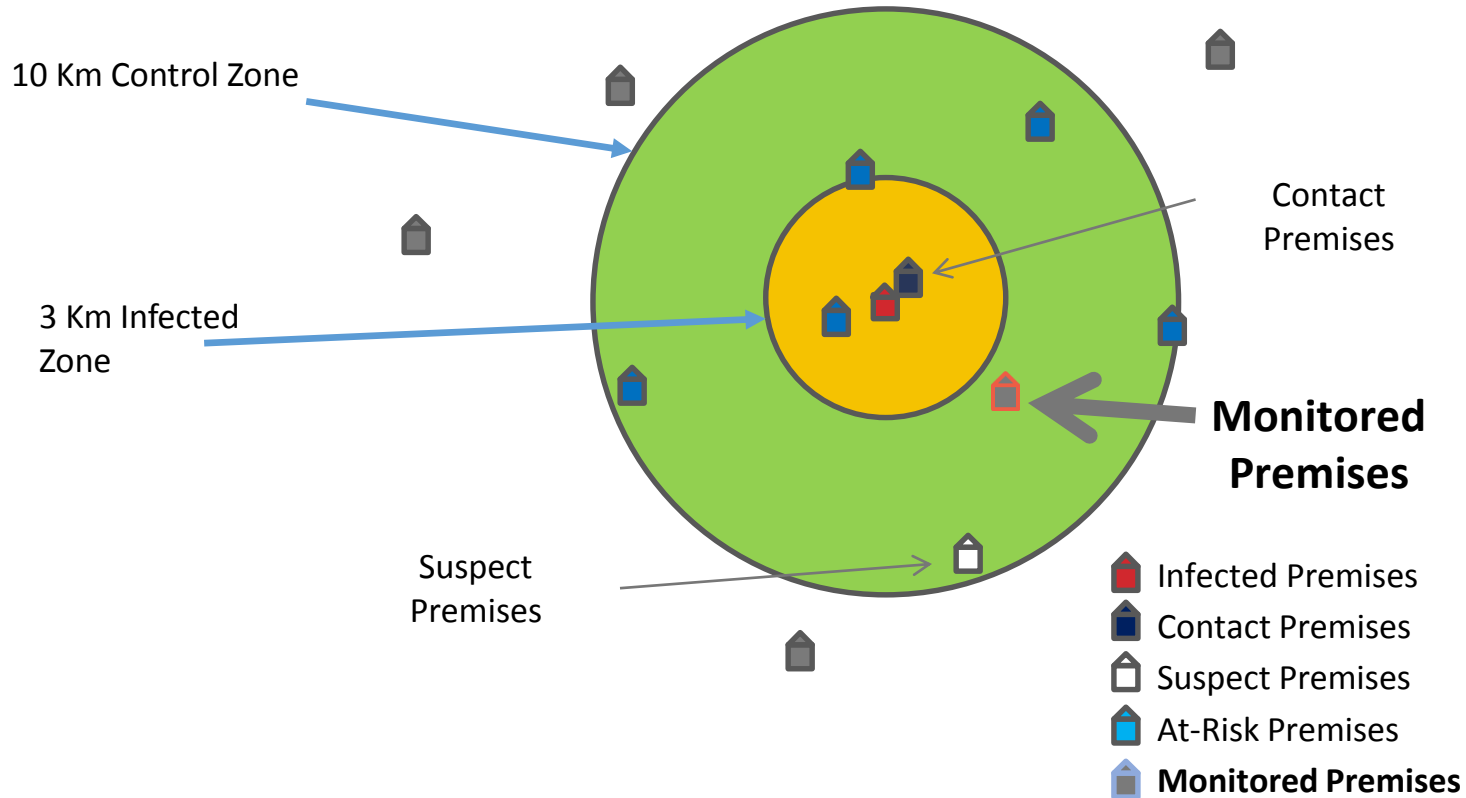 10 Km Control Zone
Contact
Premises
3 Km Infected
Zone
Monitored
Premises
Suspect
Premises
Infected Premises
Contact Premises
Suspect Premises
At-Risk Premises
Monitored Premises